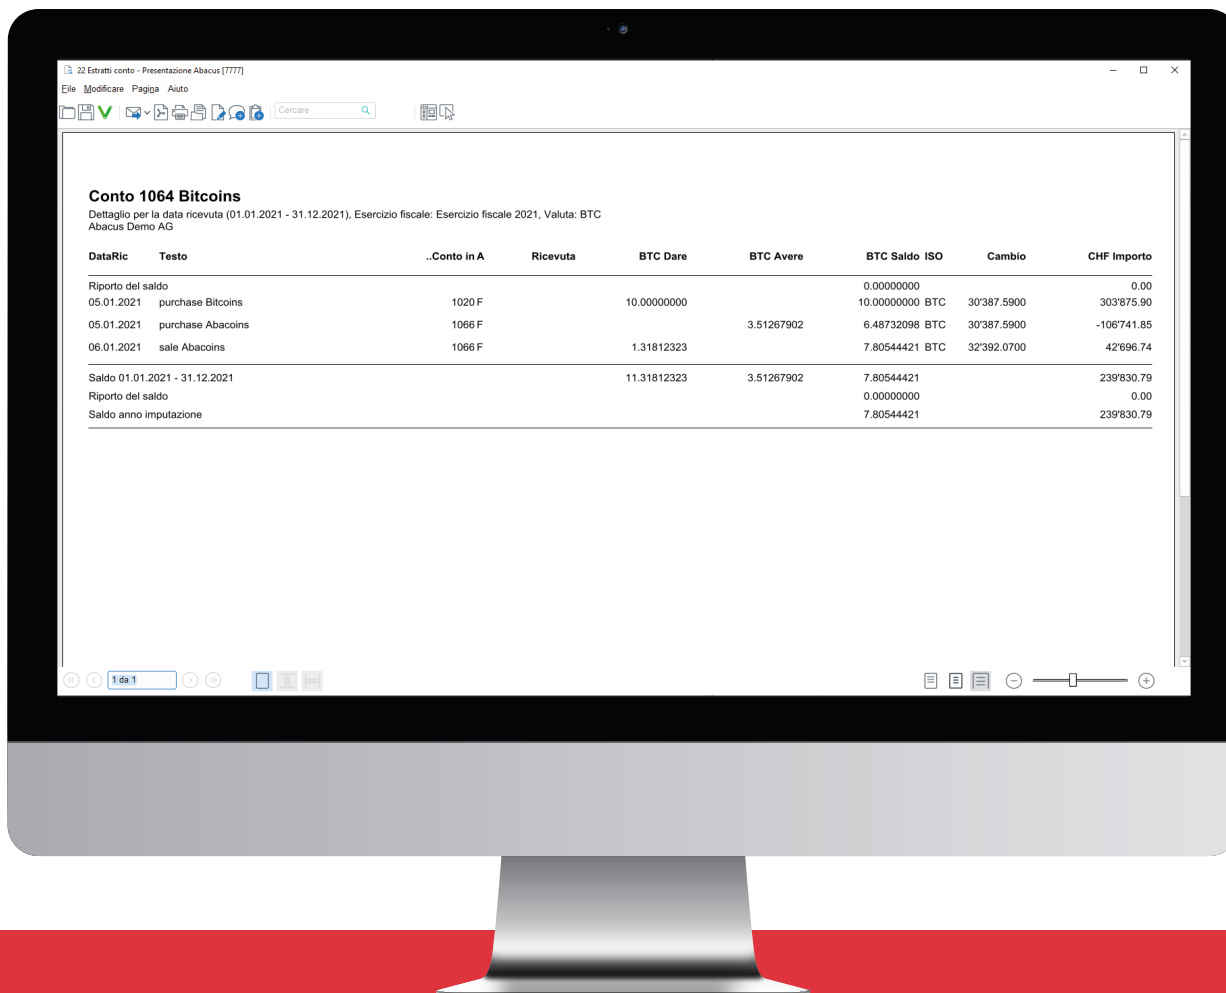 22 Estratti conto - Presentazione Abacus [7777]
File Modificare Pagina Aiuto
Cercare
Conto 1064 Bitcoins
Dettaglio per la data ricevuta (01.01.2021 - 31.12.2021), Esercizio fiscale: Esercizio fiscale 2021, Valuta: BTC
Abacus Demo AG
DataRic Testo ..Conto in A Ricevuta BTC Dare BTC Avere BTC Saldo ISO Cambio CHF Importo
Riporto del saldo 0.00000000 0.00
05.01.2021 purchase Bitcoins 1020 F 10.00000000 10.00000000 BTC 30'387.5900 303'875.90
05.01.2021 purchase Abacoins 1066 F 3.51267902 6.48732098 BTC 30'387.5900 -106'741.85
06.01.2021 sale Abacoins 1066 F 1.31812323 7.80544421 BTC 32'392.0700 42'696.74
Saldo 01.01.2021 - 31.12.2021 11.31812323 3.51267902 7.80544421 239'830.79
Riporto del saldo 0.00000000 0.00
Saldo anno imputazione 7.80544421 239'830.79
1 da 1